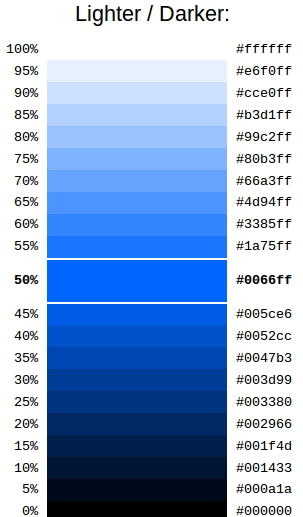 Lighter / Darker:
100% #ffffff
95% #e6f0ff
90% #cce0ff
85% #b3d1ff
80% #99c2ff
75% #80b3ff
70% #66a3ff
65% #4d94ff
60% #3385ff
55% #1a75ff
50% #0066ff
45% #005ce6
40% #0052cc
35% #0047b3
30% #003d99
25% #003380
20% #002966
15% #001f4d
10% #001433
5% #000a1a
0% #000000